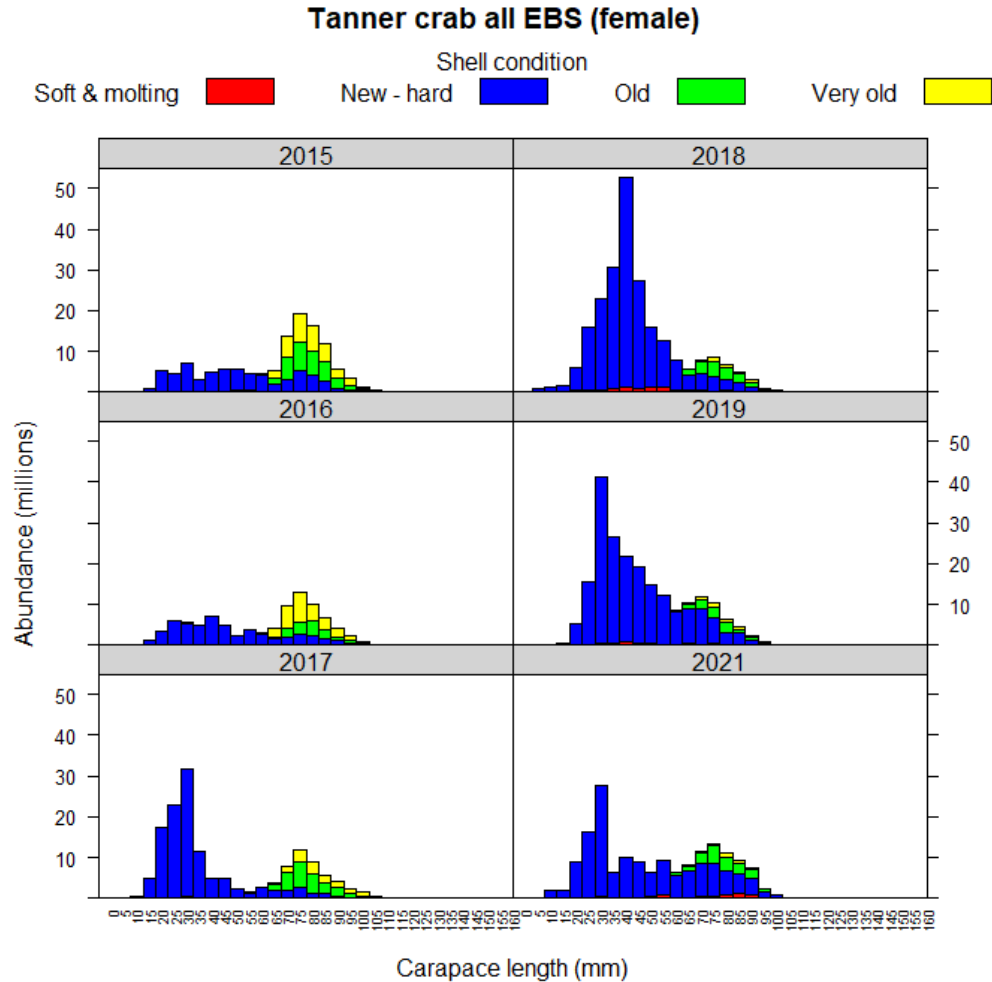 Tanner crab all EBS (female)
Shell condition
Soft & molting New - hard Old Very old
2015 2018
50
40
30
20
10
2016 2019
50
40
30
20
10
2017 2021
50
40
30
20
10
Abundance (millions)
0 5 10 15 20 25 30 35 40 45 50 55 60 65 70 75 80 85 90 95 100 105 110 115 120 125 130 135 140 145 150 155 160
0 5 10 15 20 25 30 35 40 45 50 55 60 65 70 75 80 85 90 95 100 105 110 115 120 125 130 135 140 145 150 155 160
Carapace length (mm)